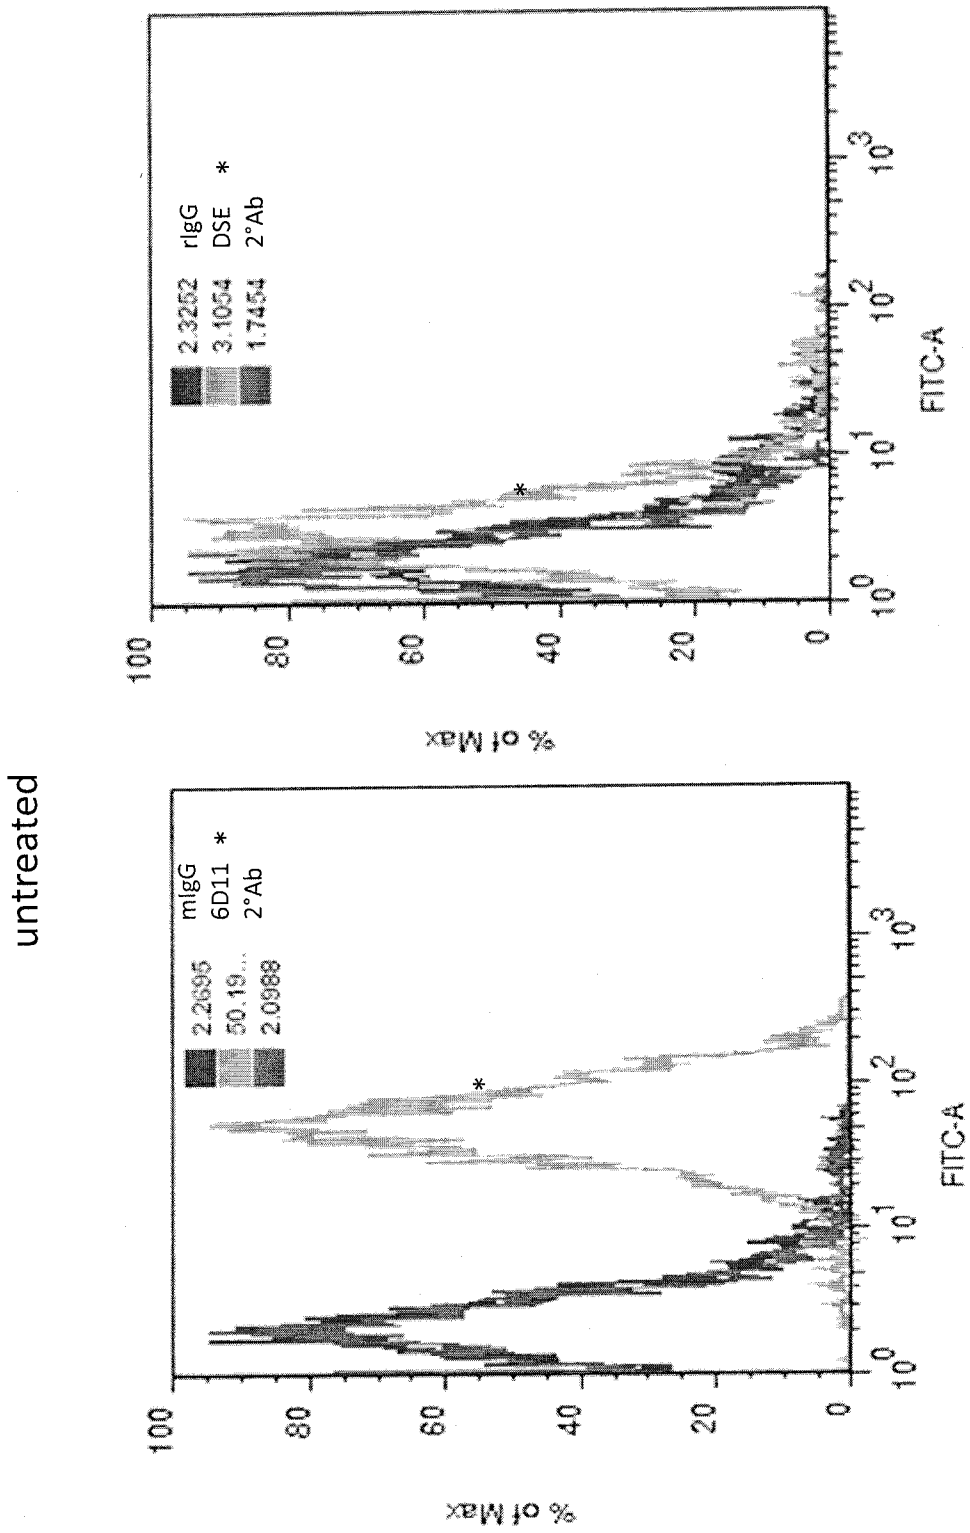 untreated
100
80
60
40
20
0
% of Max
2.2695 mIgG
50.19... 6D11 *
2.0988 2°Ab
*
10^0 10^1 10^2 10^3
FITC-A
100
80
60
40
20
0
% of Max
2.3252 rIgG
3.1054 DSE *
1.7454 2°Ab
*
10^0 10^1 10^2 10^3
FITC-A